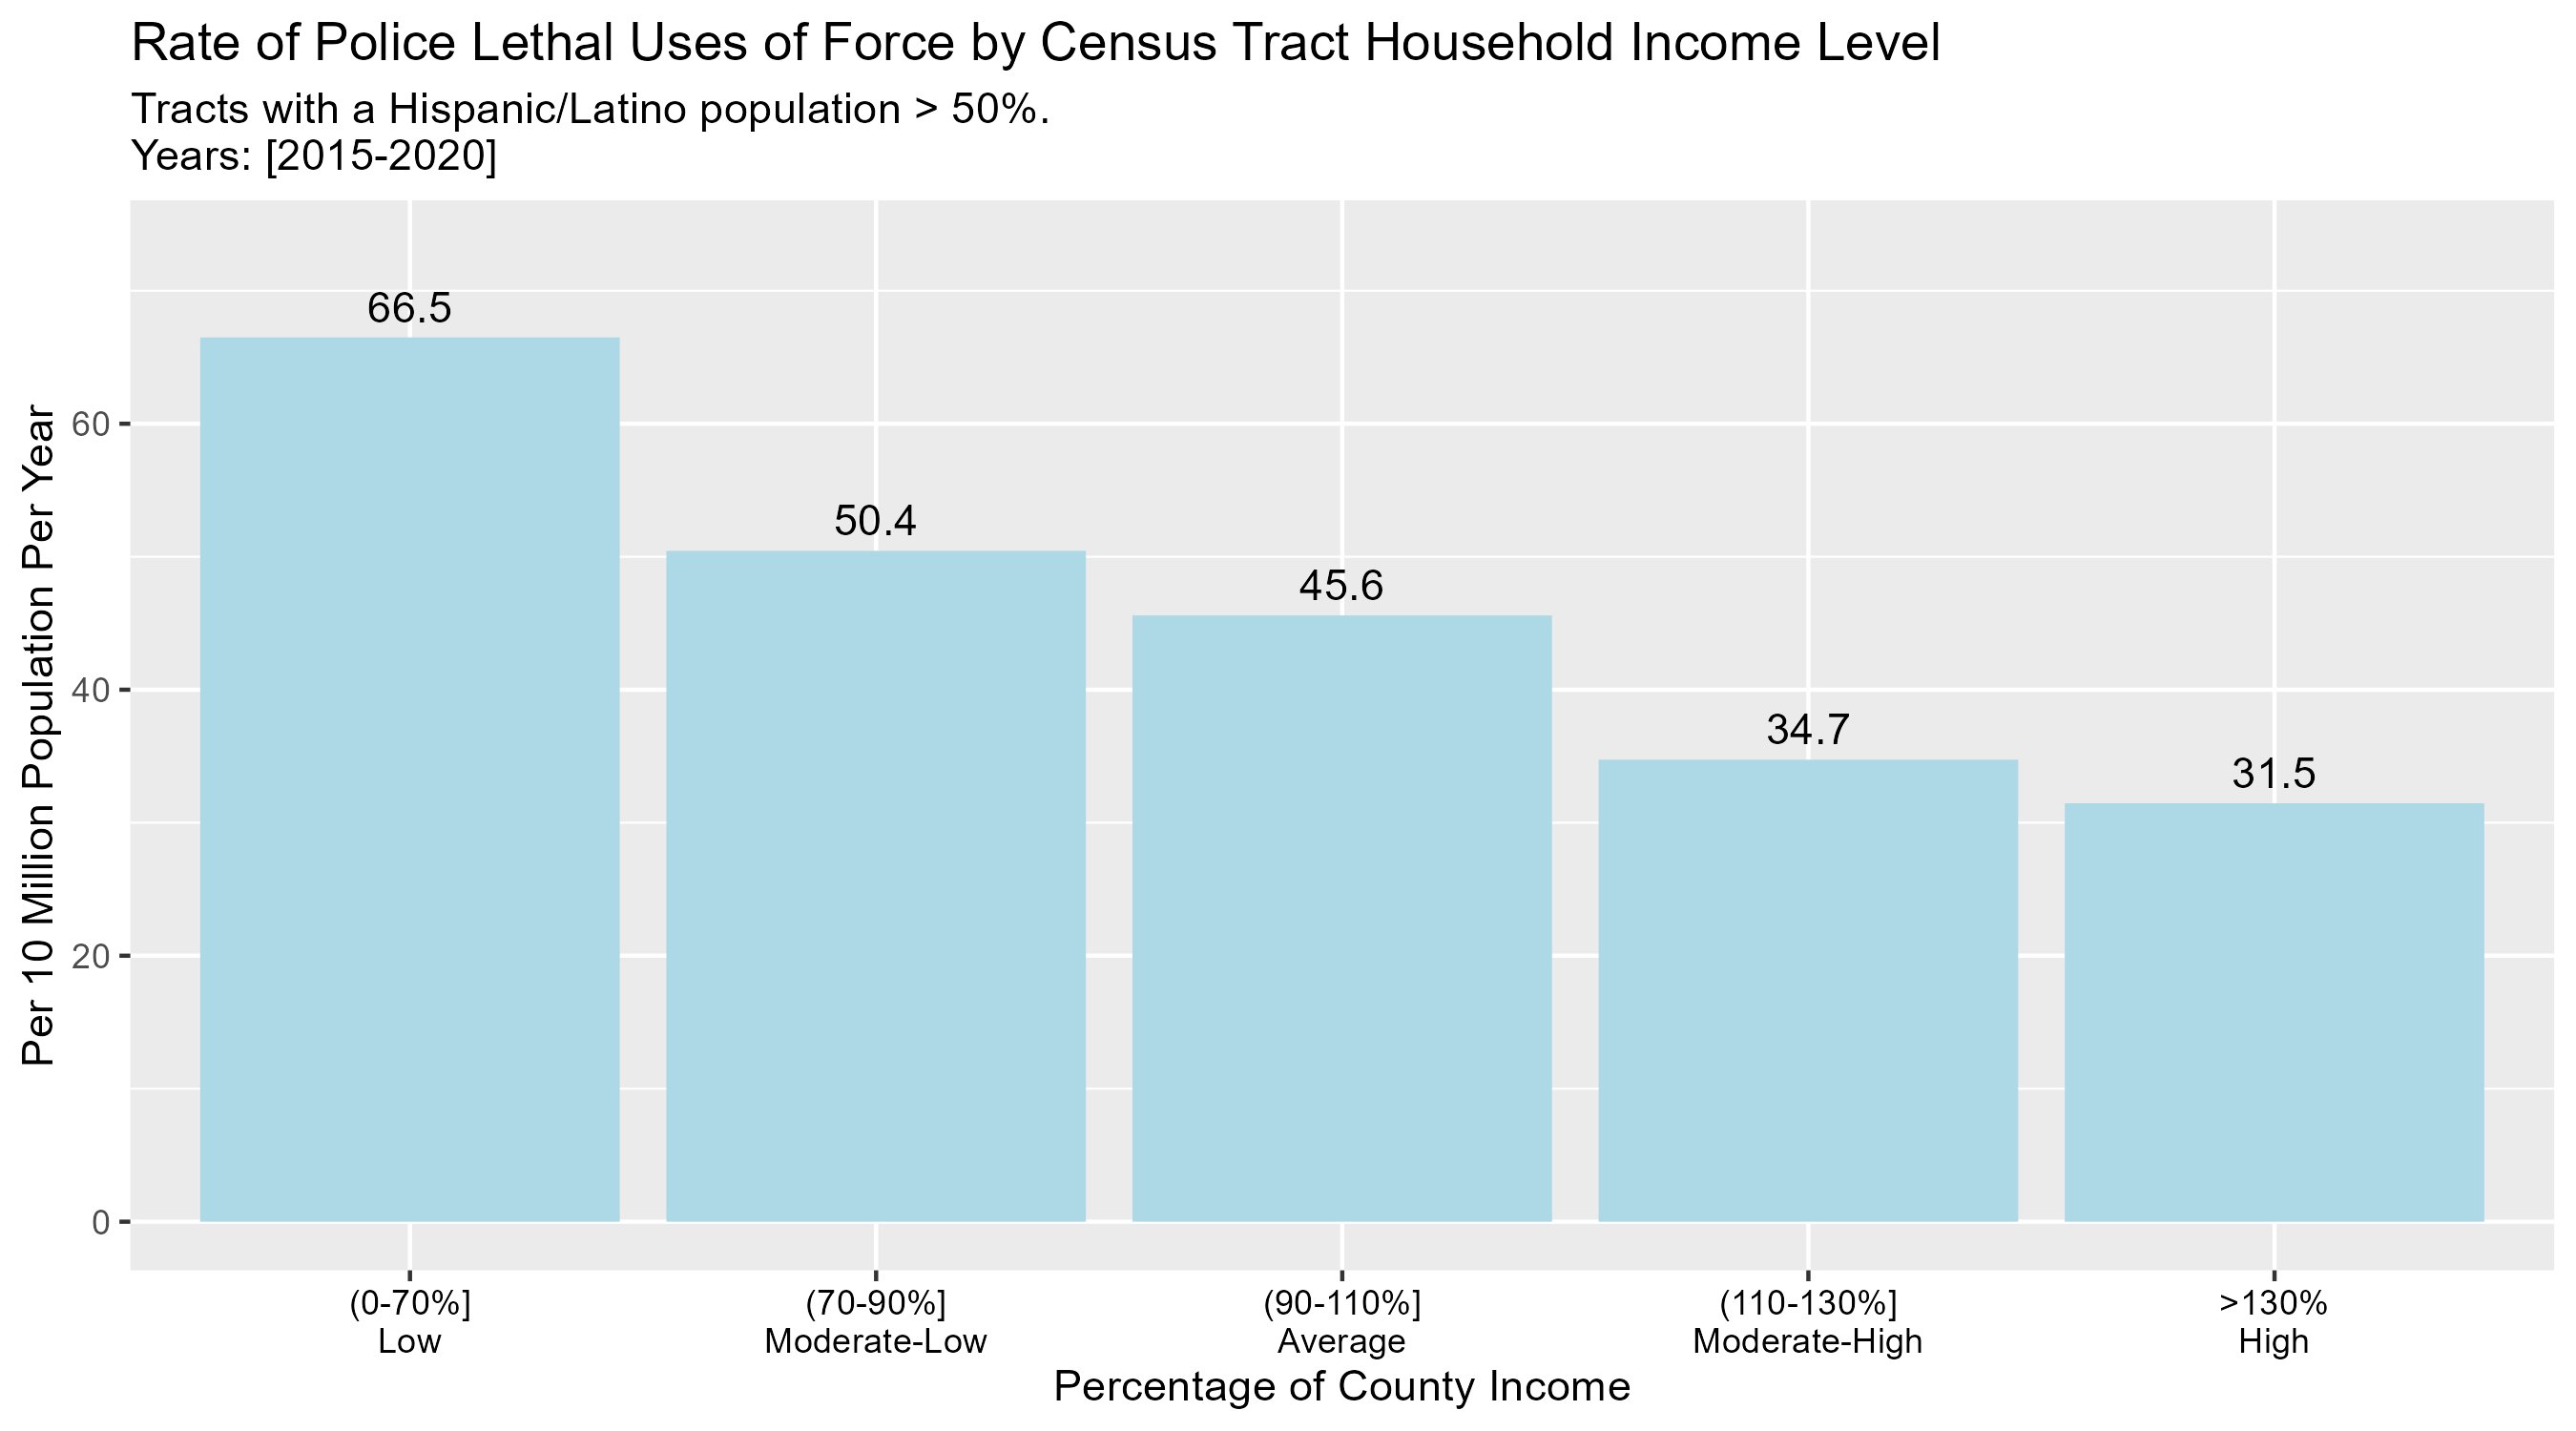 Rate of Police Lethal Uses of Force by Census Tract Household Income Level
Tracts with a Hispanic/Latino population > 50%.
Years: [2015-2020]
Per 10 Million Population Per Year
60
40
20
0
66.5
50.4
45.6
34.7
31.5
(0-70%]
Low
(70-90%]
Moderate-Low
(90-110%]
Average
(110-130%]
Moderate-High
>130%
High
Percentage of County Income